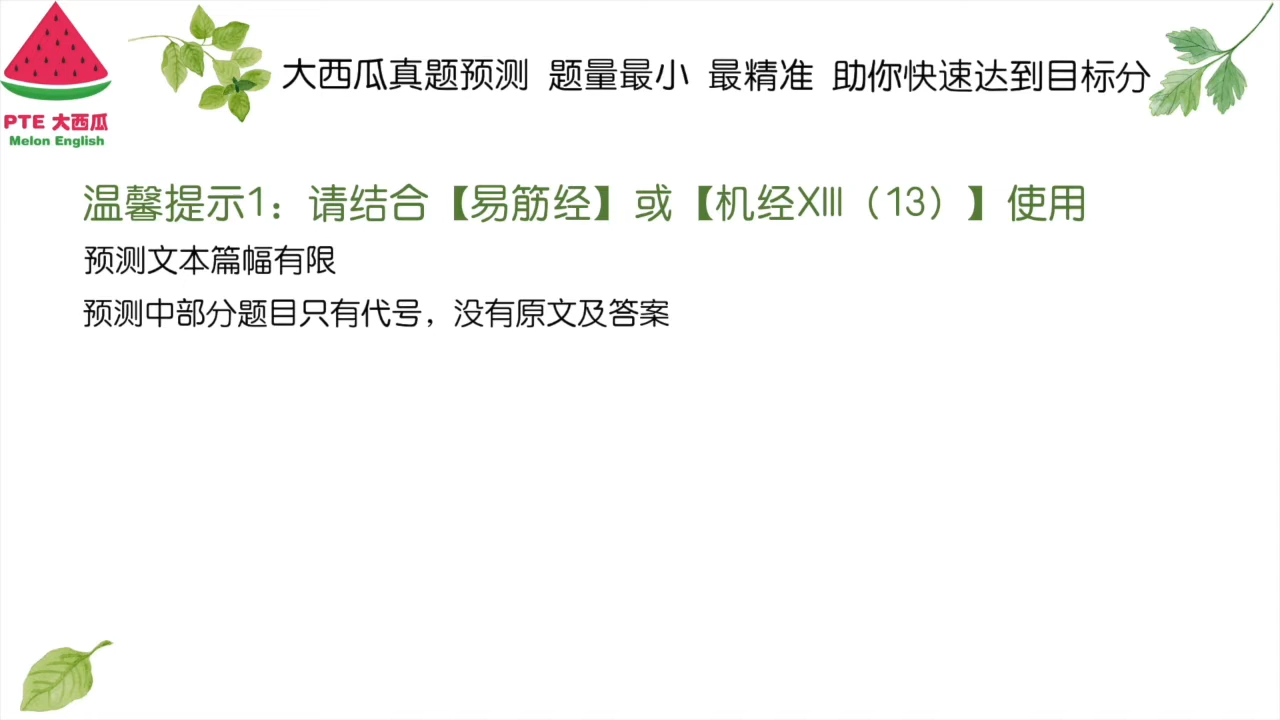 大西瓜真题预测 题量最小 最精准 助你快速达到目标分
PTE 大西瓜
Melon English
温馨提示1：请结合【易筋经】或【机经XIII（13）】使用
预测文本篇幅有限
预测中部分题目只有代号，没有原文及答案